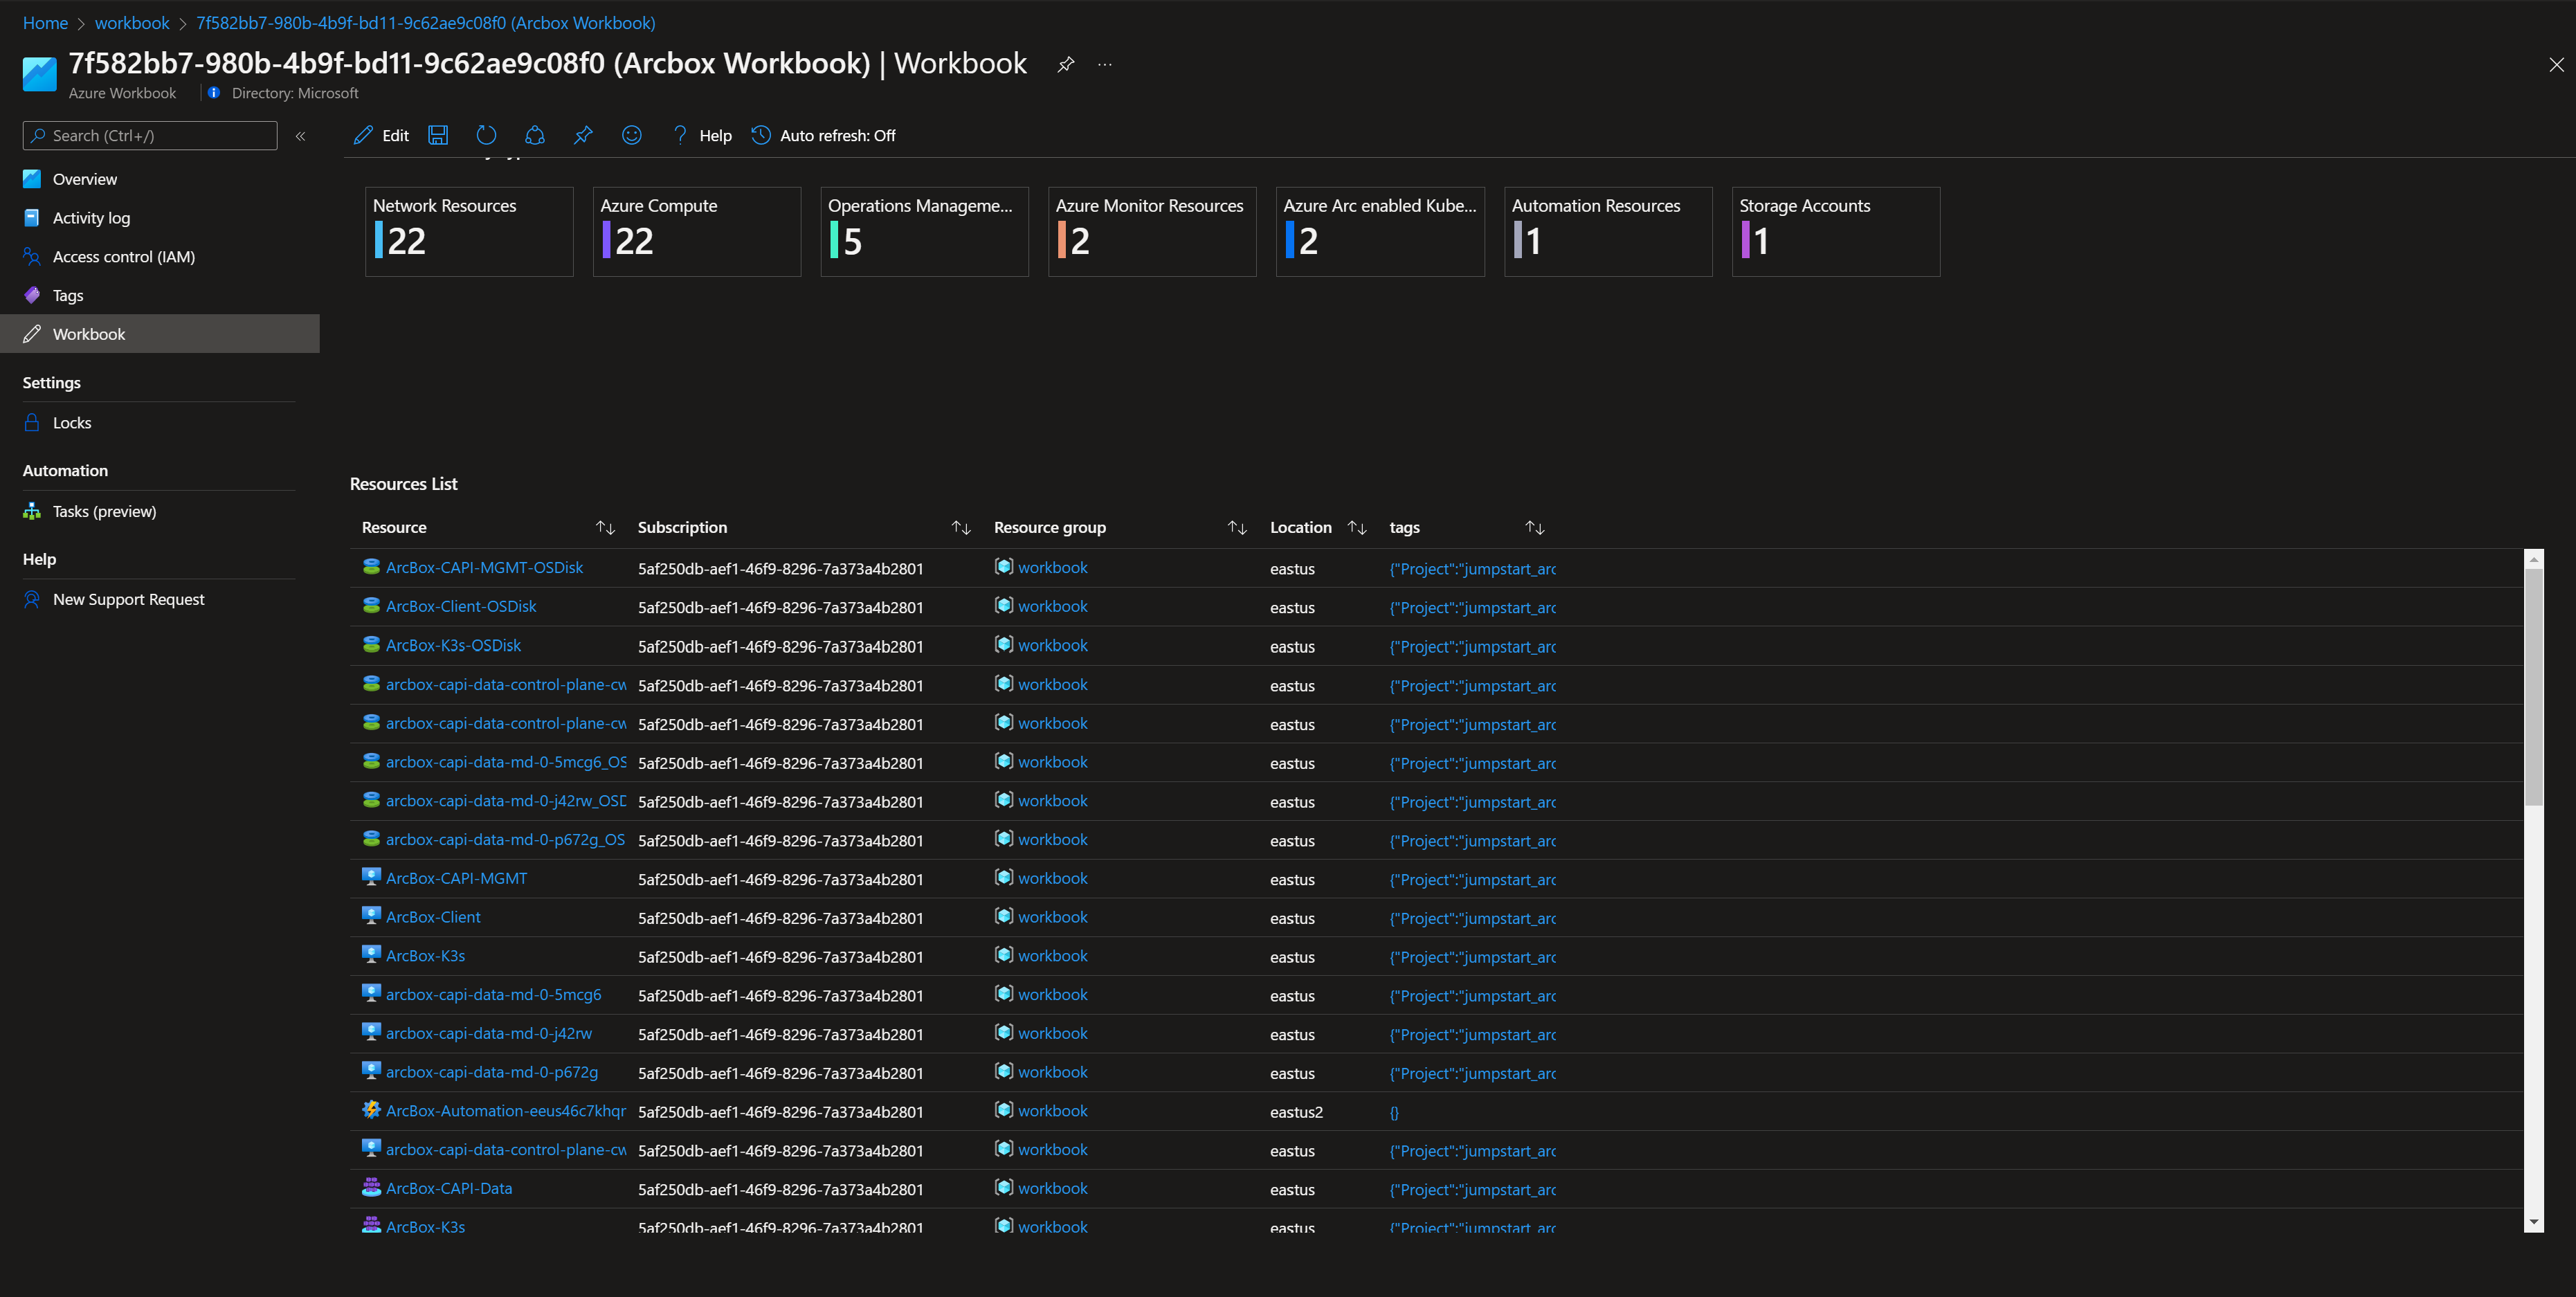 Home > workbook > 7f582bb7-980b-4b9f-bd11-9c62ae9c08f0 (Arcbox Workbook)
7f582bb7-980b-4b9f-bd11-9c62ae9c08f0 (Arcbox Workbook) | Workbook
Azure Workbook | Directory: Microsoft
Search (Ctrl+/)
Overview
Activity log
Access control (IAM)
Tags
Workbook
Settings
Locks
Automation
Tasks (preview)
Help
New Support Request
Edit Help Auto refresh: Off
Network Resources
22
Azure Compute
22
Operations Manageme...
5
Azure Monitor Resources
2
Azure Arc enabled Kube...
2
Automation Resources
1
Storage Accounts
1
Resources List
Resource Subscription Resource group Location tags
ArcBox-CAPI-MGMT-OSDisk 5af250db-aef1-46f9-8296-7a373a4b2801 workbook eastus {"Project":"jumpstart_arc
ArcBox-Client-OSDisk 5af250db-aef1-46f9-8296-7a373a4b2801 workbook eastus {"Project":"jumpstart_arc
ArcBox-K3s-OSDisk 5af250db-aef1-46f9-8296-7a373a4b2801 workbook eastus {"Project":"jumpstart_arc
arcbox-capi-data-control-plane-cw 5af250db-aef1-46f9-8296-7a373a4b2801 workbook eastus {"Project":"jumpstart_arc
arcbox-capi-data-control-plane-cw 5af250db-aef1-46f9-8296-7a373a4b2801 workbook eastus {"Project":"jumpstart_arc
arcbox-capi-data-md-0-5mcg6_OS 5af250db-aef1-46f9-8296-7a373a4b2801 workbook eastus {"Project":"jumpstart_arc
arcbox-capi-data-md-0-j42rw_OSD 5af250db-aef1-46f9-8296-7a373a4b2801 workbook eastus {"Project":"jumpstart_arc
arcbox-capi-data-md-0-p672g_OS 5af250db-aef1-46f9-8296-7a373a4b2801 workbook eastus {"Project":"jumpstart_arc
ArcBox-CAPI-MGMT 5af250db-aef1-46f9-8296-7a373a4b2801 workbook eastus {"Project":"jumpstart_arc
ArcBox-Client 5af250db-aef1-46f9-8296-7a373a4b2801 workbook eastus {"Project":"jumpstart_arc
ArcBox-K3s 5af250db-aef1-46f9-8296-7a373a4b2801 workbook eastus {"Project":"jumpstart_arc
arcbox-capi-data-md-0-5mcg6 5af250db-aef1-46f9-8296-7a373a4b2801 workbook eastus {"Project":"jumpstart_arc
arcbox-capi-data-md-0-j42rw 5af250db-aef1-46f9-8296-7a373a4b2801 workbook eastus {"Project":"jumpstart_arc
arcbox-capi-data-md-0-p672g 5af250db-aef1-46f9-8296-7a373a4b2801 workbook eastus {"Project":"jumpstart_arc
ArcBox-Automation-eeus46c7khqr 5af250db-aef1-46f9-8296-7a373a4b2801 workbook eastus2 {}
arcbox-capi-data-control-plane-cw 5af250db-aef1-46f9-8296-7a373a4b2801 workbook eastus {"Project":"jumpstart_arc
ArcBox-CAPI-Data 5af250db-aef1-46f9-8296-7a373a4b2801 workbook eastus {"Project":"jumpstart_arc
ArcBox-K3s 5af250db-aef1-46f9-8296-7a373a4b2801 workbook eastus {"Project":"jumpstart_arc